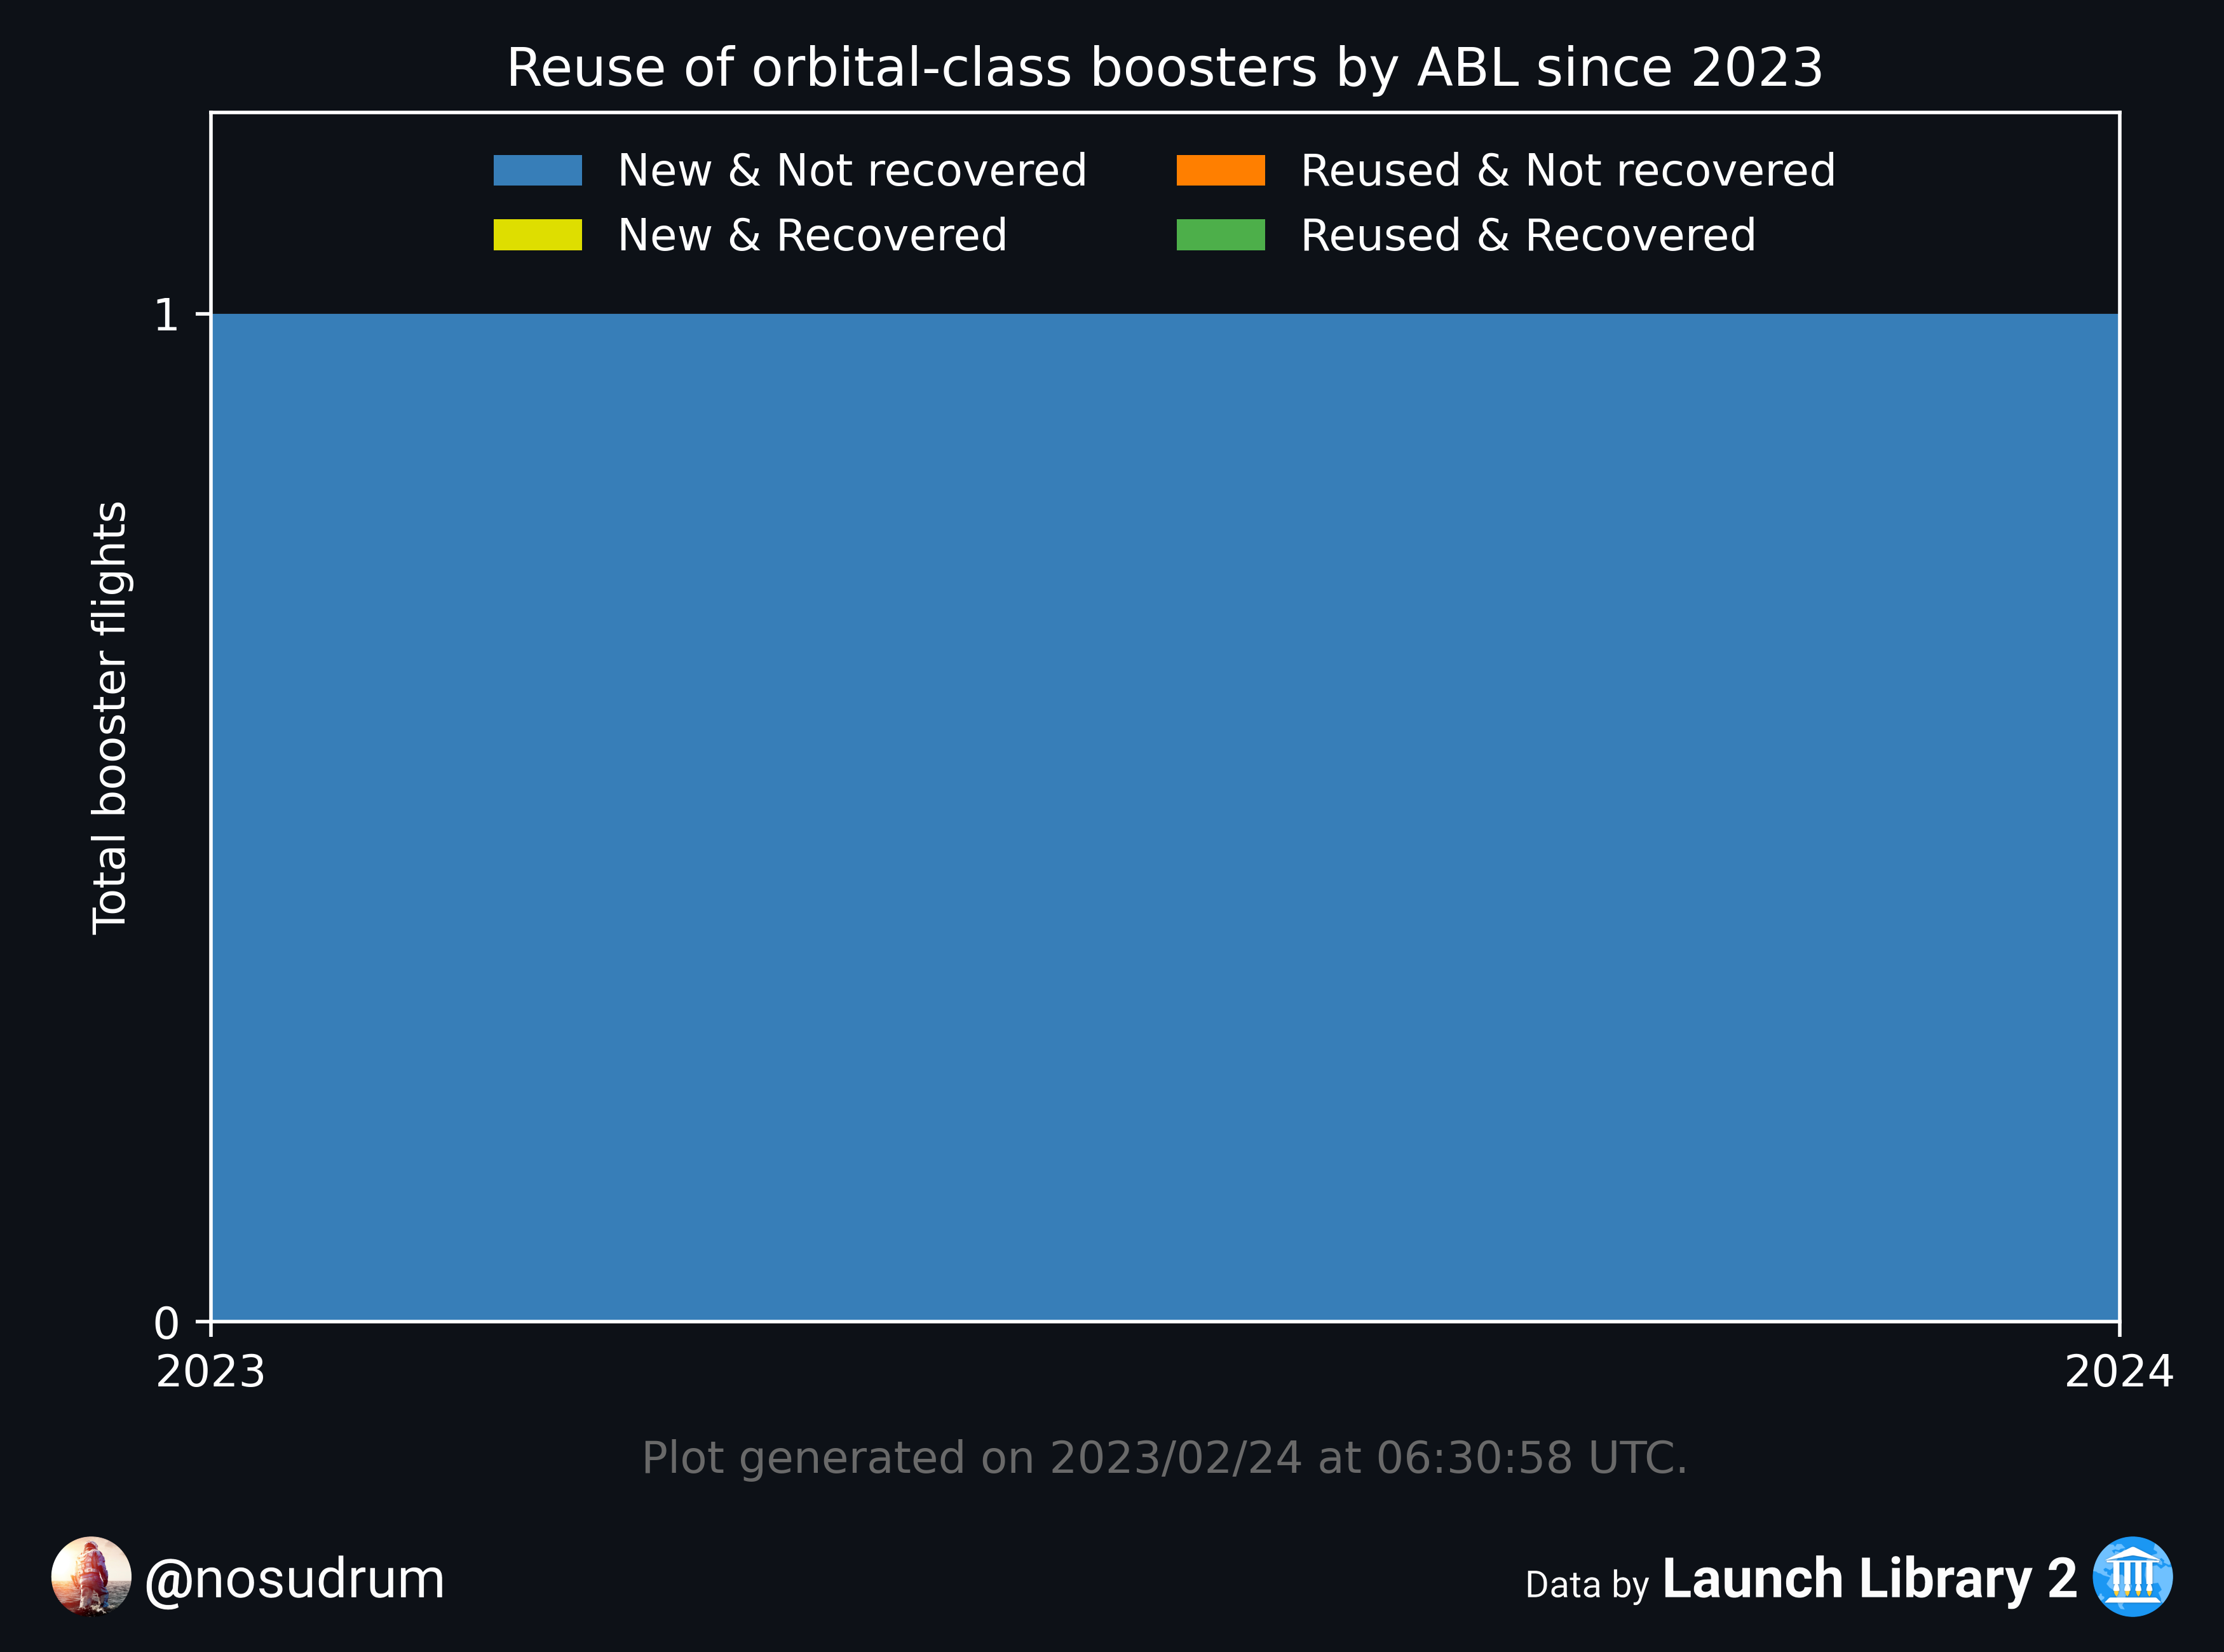 Reuse of orbital-class boosters by ABL since 2023
New & Not recovered
New & Recovered
Reused & Not recovered
Reused & Recovered
Total booster flights
1
0
2023
2024
Plot generated on 2023/02/24 at 06:30:58 UTC.
@nosudrum
Data by Launch Library 2